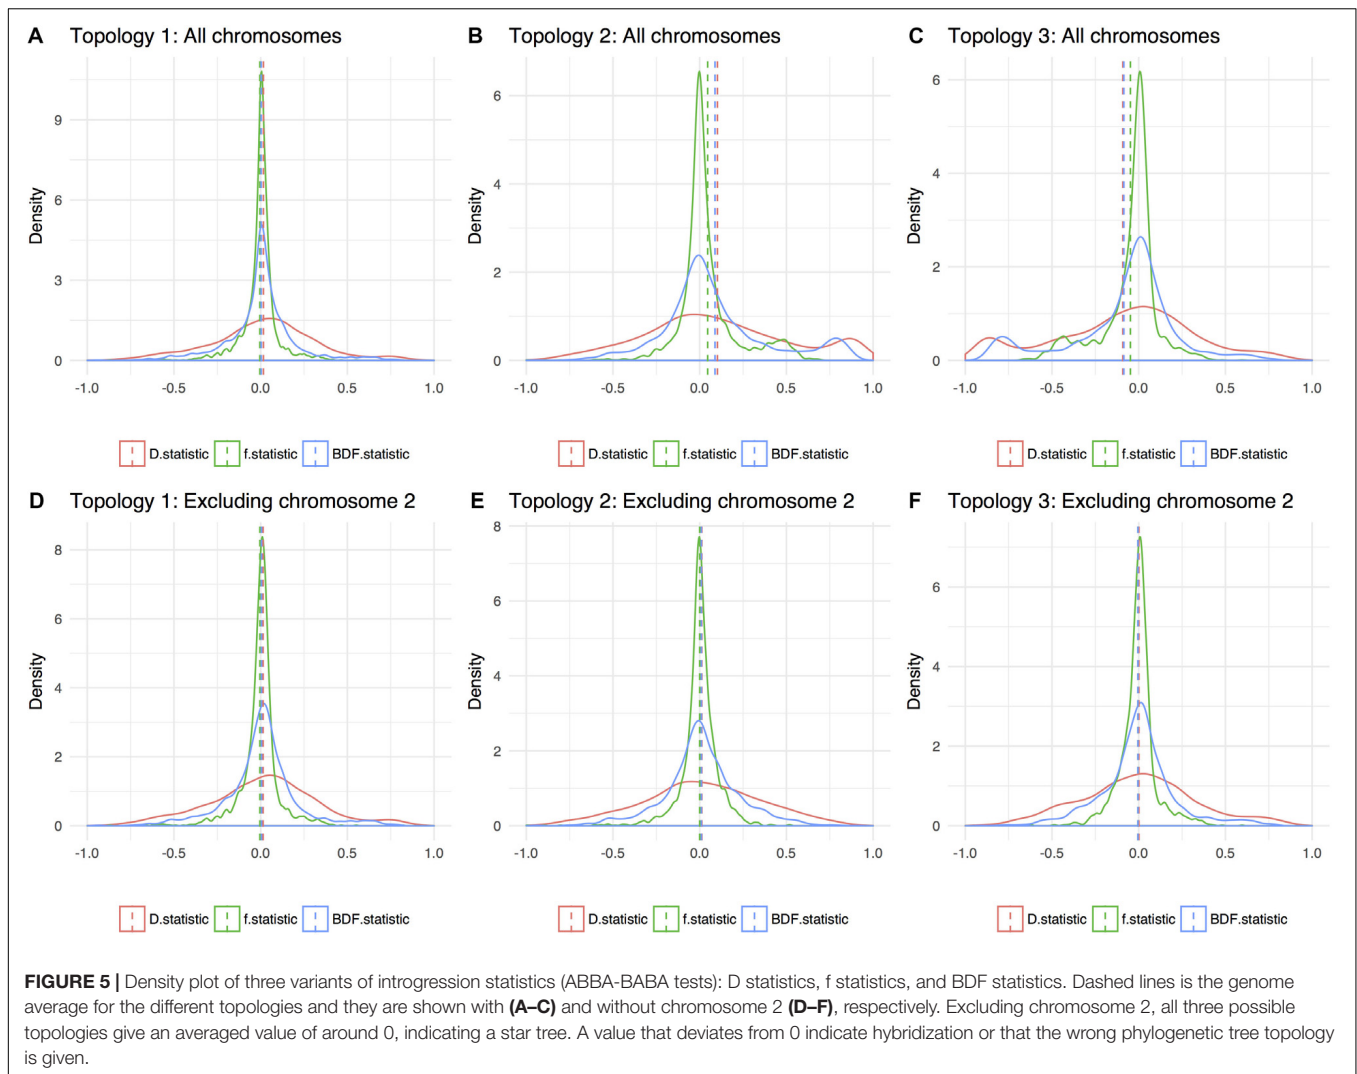 A Topology 1: All chromosomes
B Topology 2: All chromosomes
C Topology 3: All chromosomes
Density
9
6
3
0
-1.0 -0.5 0.0 0.5 1.0
Density
6
4
2
0
-1.0 -0.5 0.0 0.5 1.0
Density
6
4
2
0
-1.0 -0.5 0.0 0.5 1.0
D.statistic f.statistic BDF.statistic
D.statistic f.statistic BDF.statistic
D.statistic f.statistic BDF.statistic
D Topology 1: Excluding chromosome 2
E Topology 2: Excluding chromosome 2
F Topology 3: Excluding chromosome 2
Density
8
6
4
2
0
-1.0 -0.5 0.0 0.5 1.0
Density
8
6
4
2
0
-1.0 -0.5 0.0 0.5 1.0
Density
6
4
2
0
-1.0 -0.5 0.0 0.5 1.0
D.statistic f.statistic BDF.statistic
D.statistic f.statistic BDF.statistic
D.statistic f.statistic BDF.statistic
FIGURE 5 | Density plot of three variants of introgression statistics (ABBA-BABA tests): D statistics, f statistics, and BDF statistics. Dashed lines is the genome
average for the different topologies and they are shown with (A–C) and without chromosome 2 (D–F), respectively. Excluding chromosome 2, all three possible
topologies give an averaged value of around 0, indicating a star tree. A value that deviates from 0 indicate hybridization or that the wrong phylogenetic tree topology
is given.